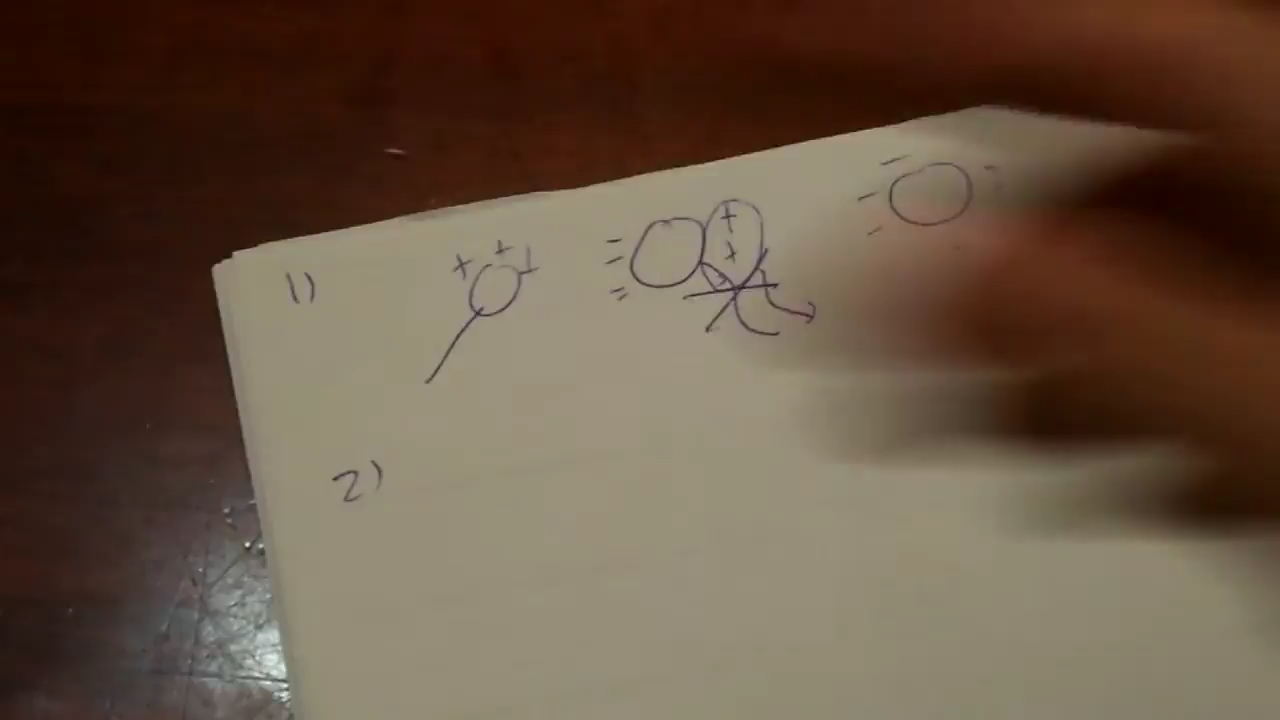 1)
+ + +
- - -
+
+
- - -
-
2)